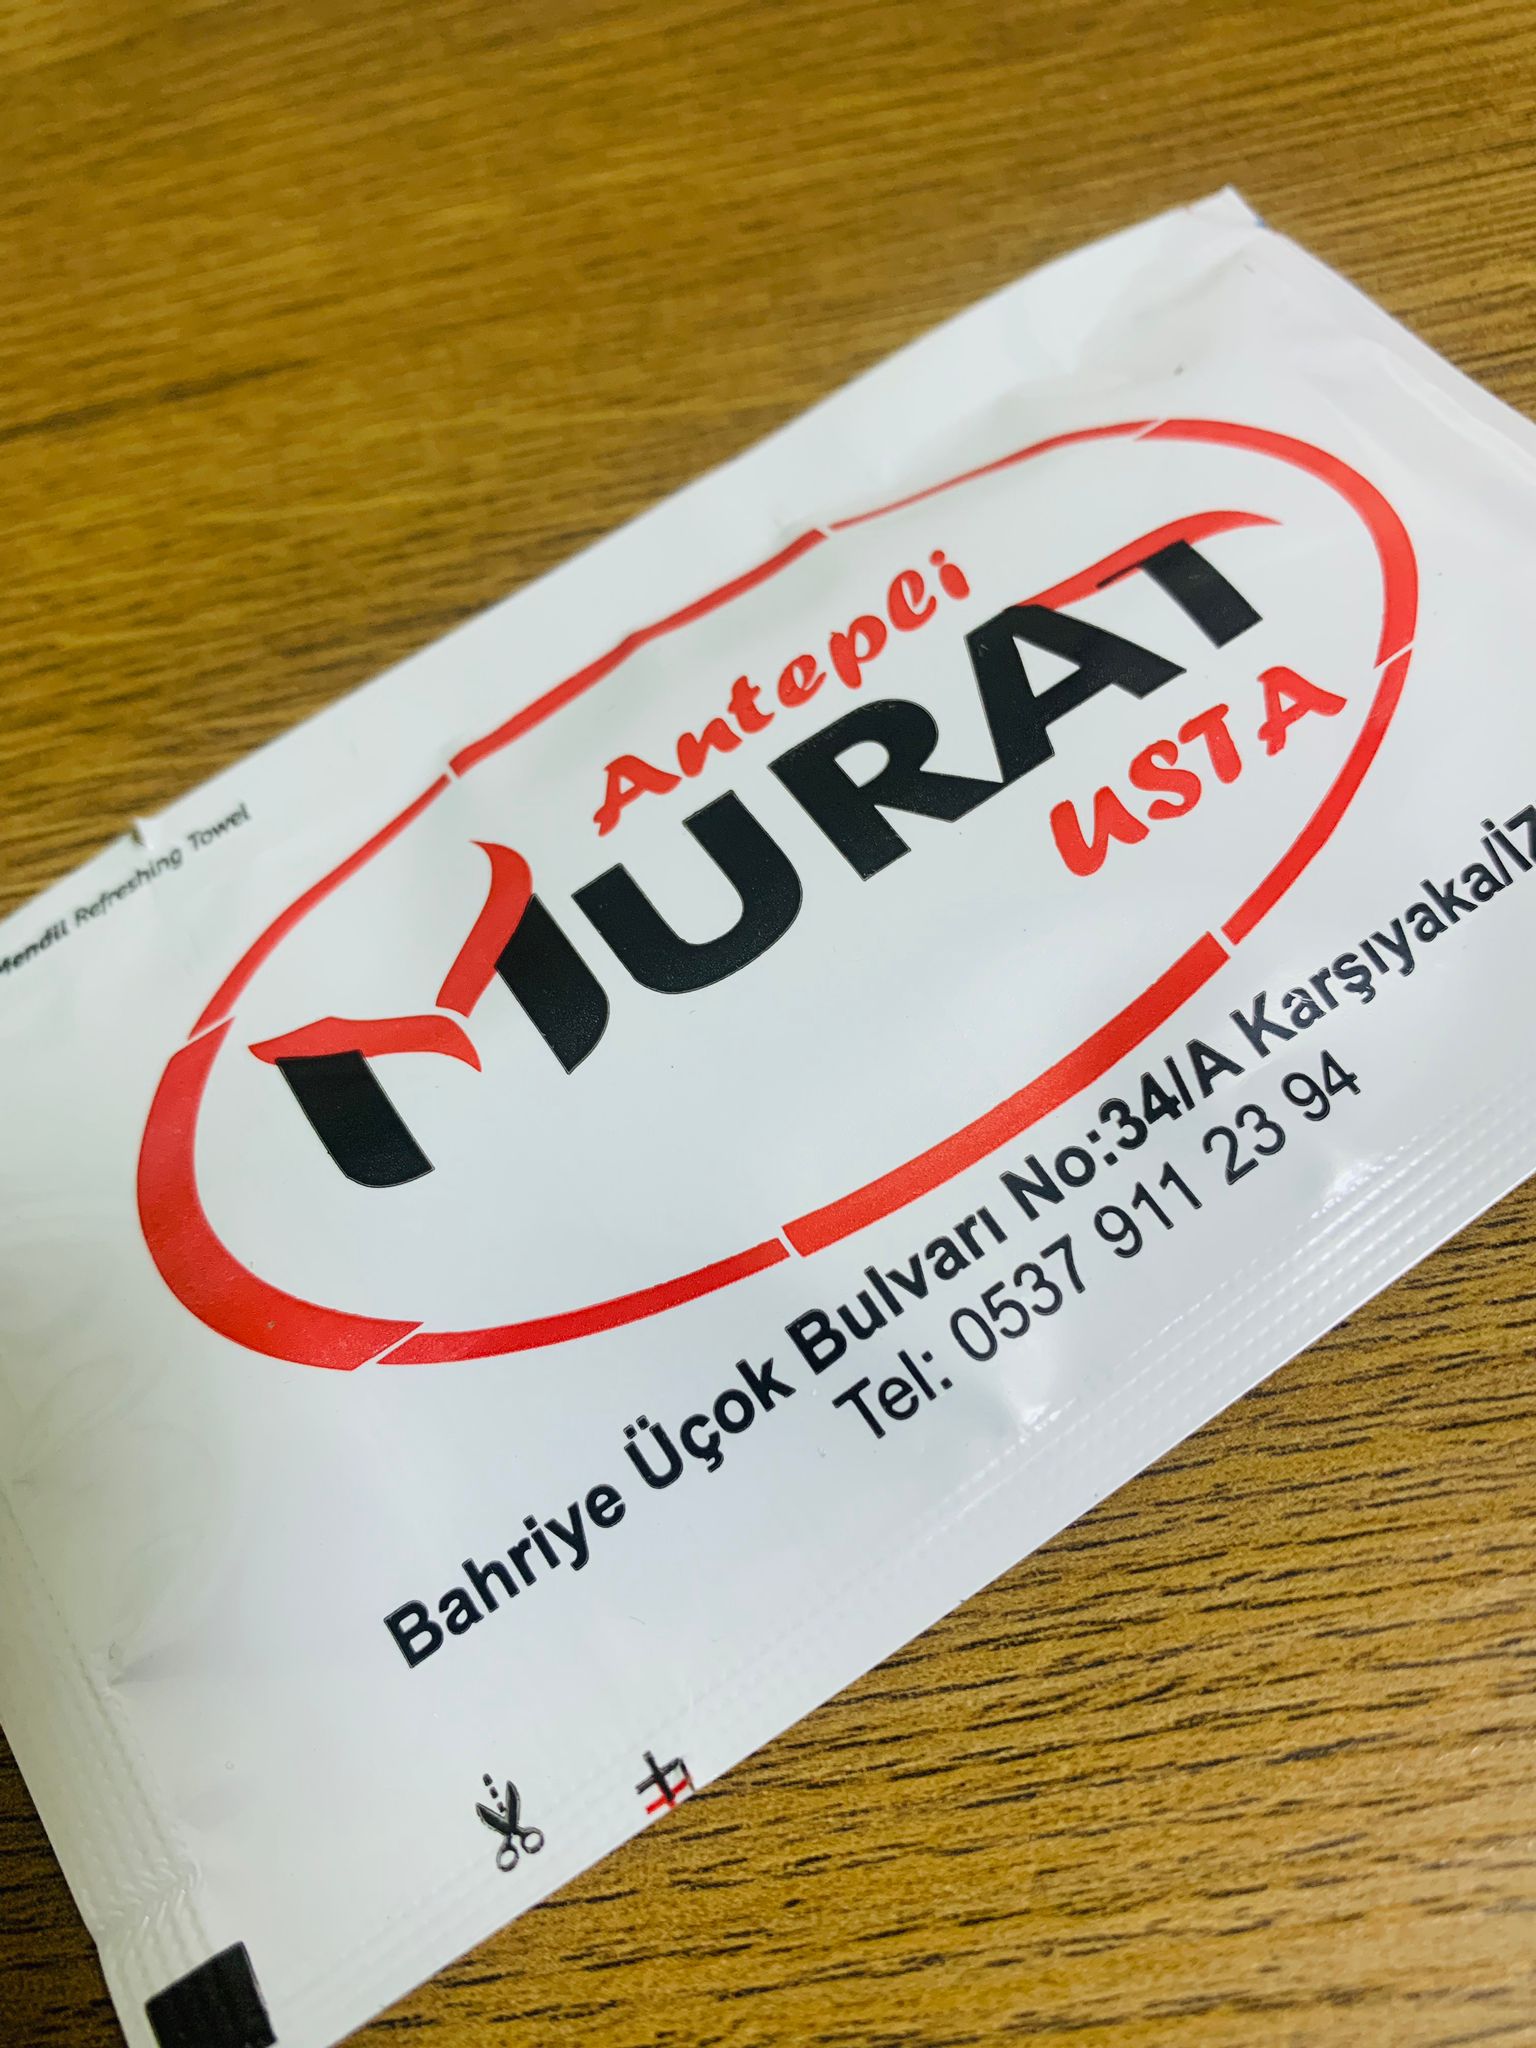 Mendil Refreshing Towel
Antepli
MURAT
USTA
Bahriye Üçok Bulvarı No:34/A Karşıyaka/İz
Tel: 0537 911 23 94